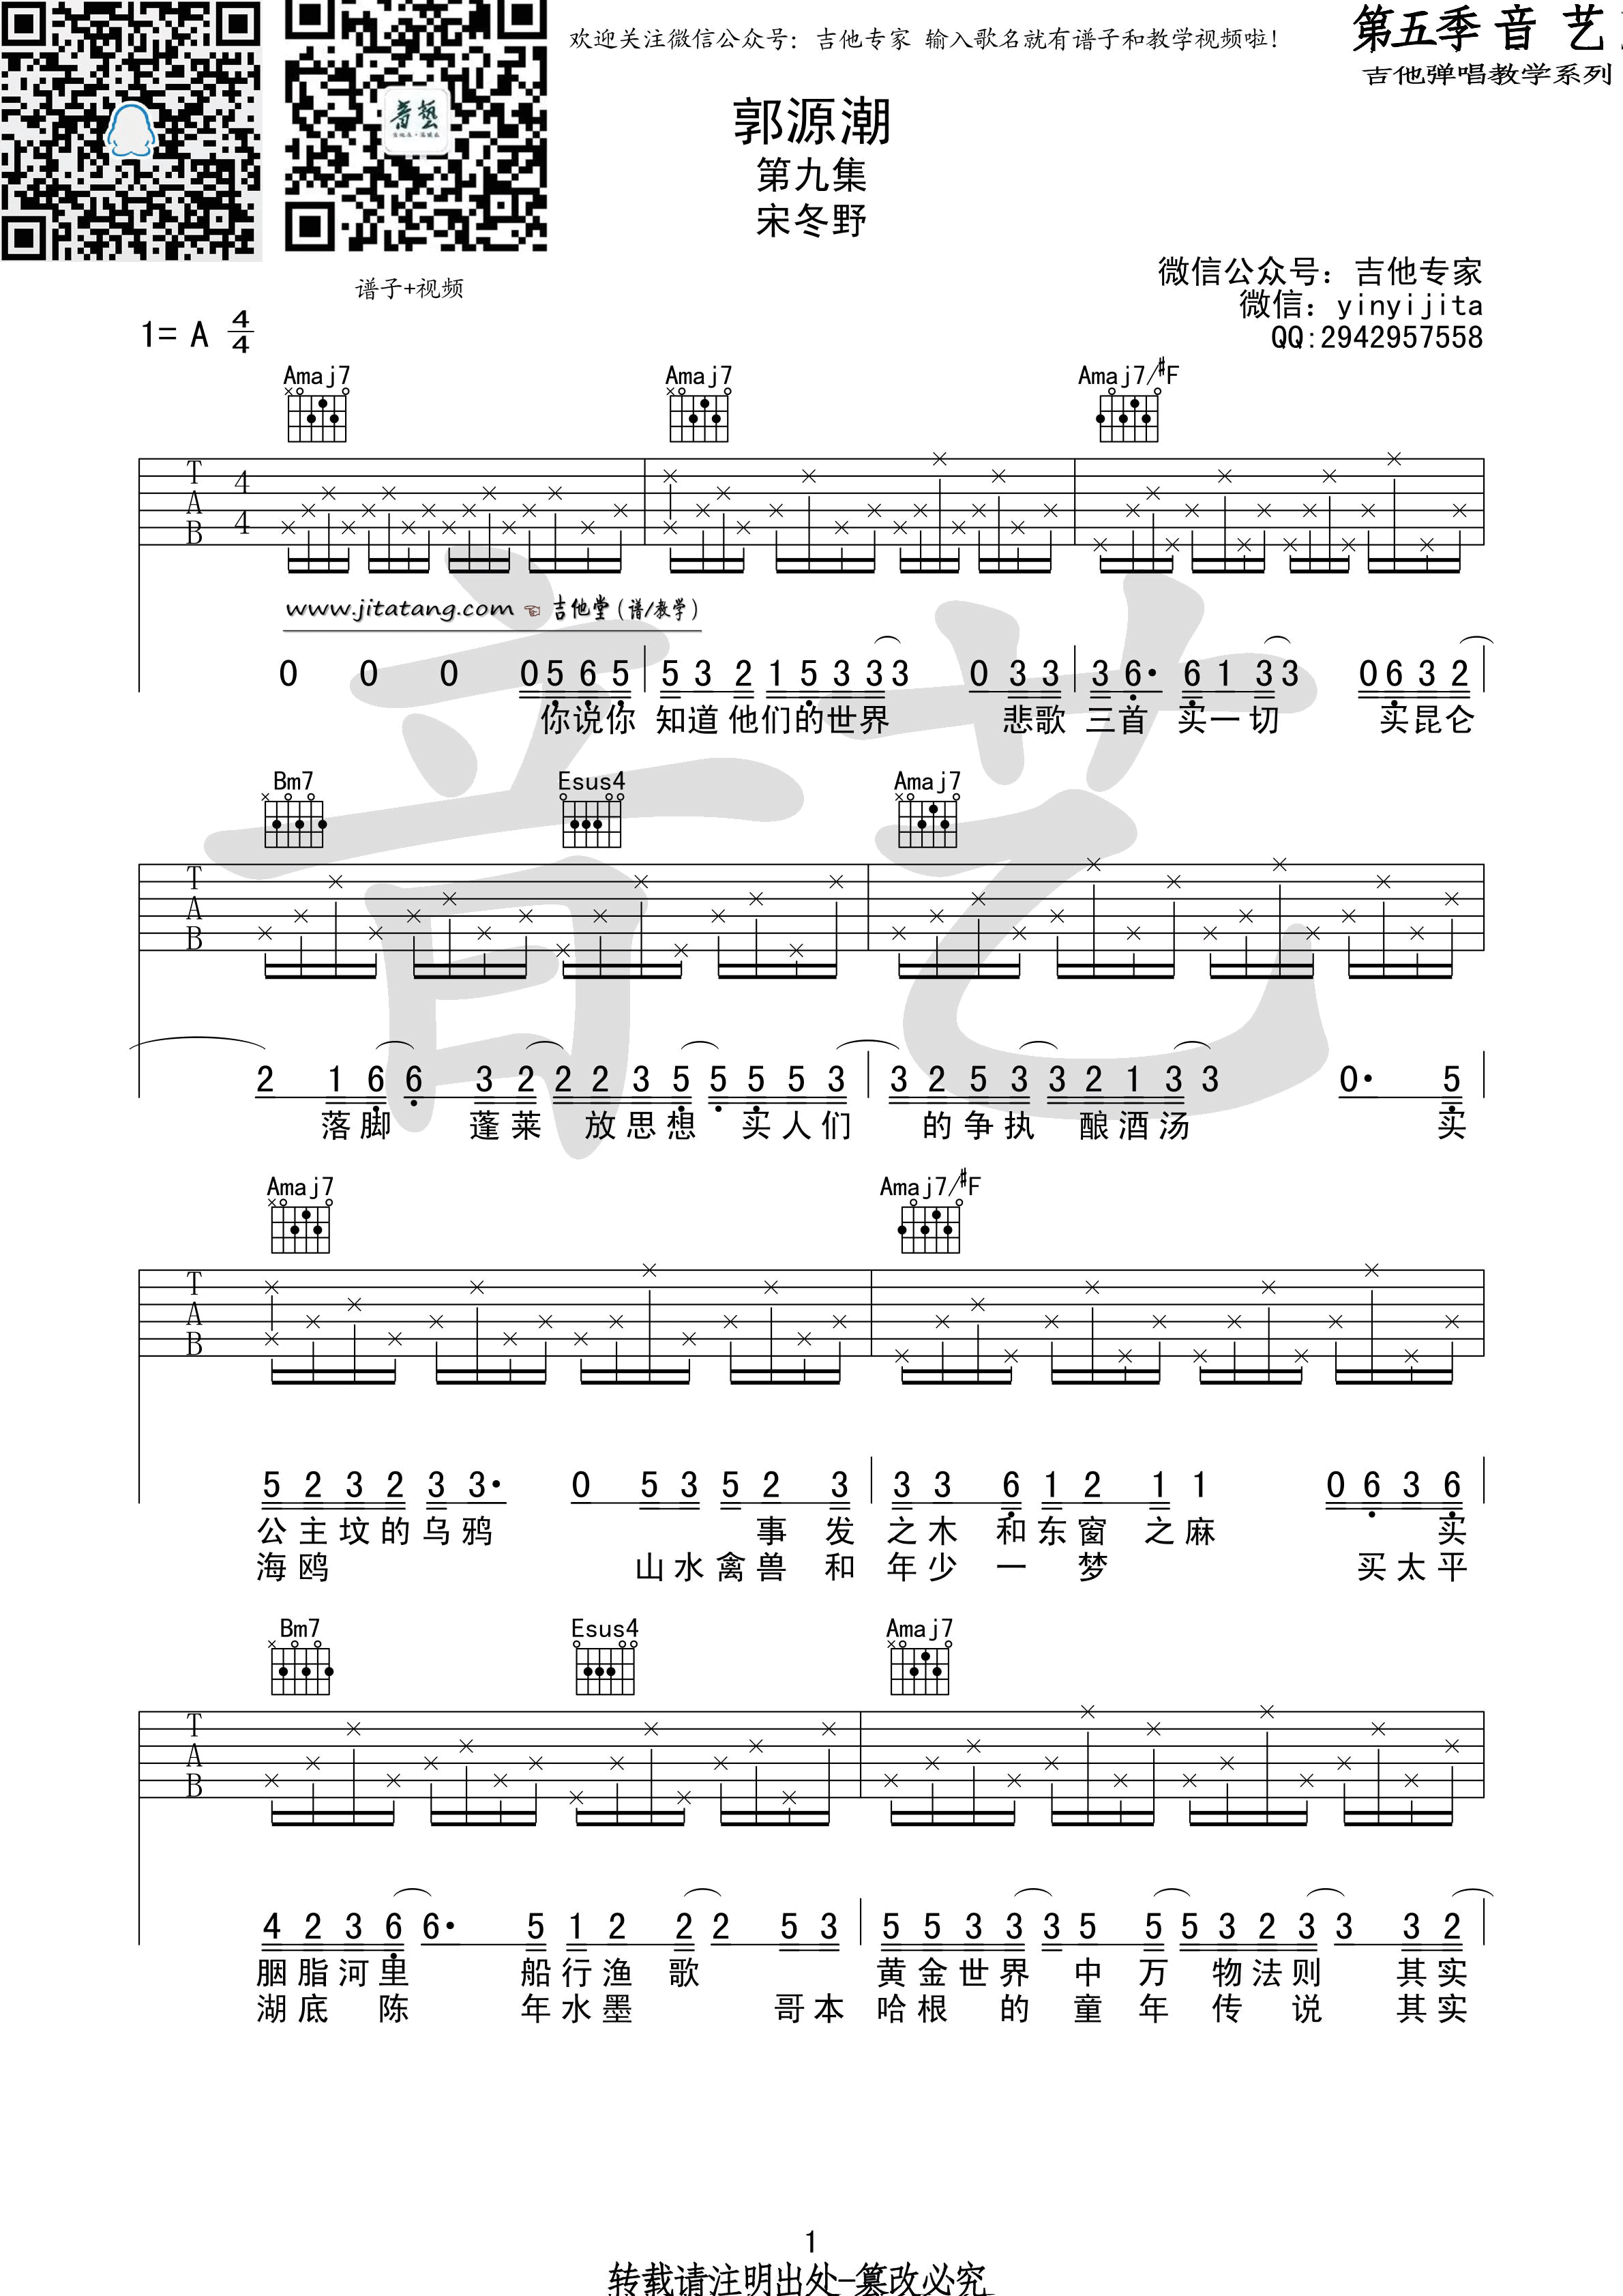 欢迎关注微信公众号：吉他专家 输入歌名就有谱子和教学视频啦！
第五季 音 艺
吉他弹唱教学系列
音藝
郭源潮
第九集
宋冬野
谱子+视频
微信公众号：吉他专家
微信：yinyijita
QQ:2942957558
1= A 4/4
Amaj7 Amaj7 Amaj7/#F
T A B 4/4
www.jitatang.com ☜ 吉他堂（谱/教学）
0 0 0 0 5 6 5 5 3 2 1 5 3 3 3 0 3 3 3 6· 6 1 3 3 0 6 3 2
你说你 知道他们的世界 悲歌 三首 买一切 买昆仑
Bm7 Esus4 Amaj7
T A B
2 1 6 6 3 2 2 2 3 5 5 5 5 3 3 2 5 3 3 2 1 3 3 0· 5
落脚 蓬莱 放思想 买人们 的争执 酿酒汤 买
Amaj7 Amaj7/#F
T A B
5 2 3 2 3 3· 0 5 3 5 2 3 3 3 6 1 2 1 1 0 6 3 6
公主坟的乌鸦 事 发 之木 和东窗 之麻 买
海鸥 山水禽兽 和 年少 一 梦 买太平
Bm7 Esus4 Amaj7
T A B
4 2 3 6 6· 5 1 2 2 2 5 3 5 5 3 3 3 5 5 5 3 2 3 3 3 2
胭脂河里 船行渔 歌 黄金世界 中 万 物法则 其实
湖底 陈 年水墨 哥本 哈根 的 童 年 传 说 其实
音艺
1
转载请注明出处-篡改必究